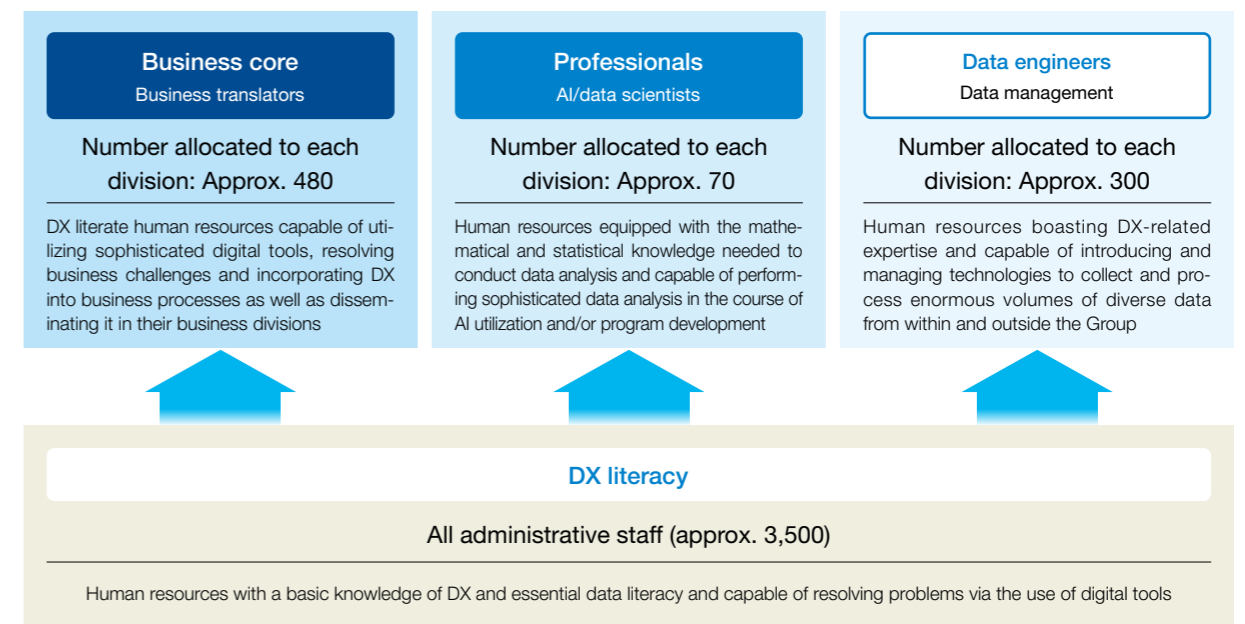 Business core
Business translators
Number allocated to each
division: Approx. 480
DX literate human resources capable of uti-
lizing sophisticated digital tools, resolving
business challenges and incorporating DX
into business processes as well as dissem-
inating it in their business divisions
Professionals
AI/data scientists
Number allocated to each
division: Approx. 70
Human resources equipped with the mathe-
matical and statistical knowledge needed to
conduct data analysis and capable of perform-
ing sophisticated data analysis in the course of
AI utilization and/or program development
Data engineers
Data management
Number allocated to each
division: Approx. 300
Human resources boasting DX-related
expertise and capable of introducing and
managing technologies to collect and pro-
cess enormous volumes of diverse data
from within and outside the Group
DX literacy
All administrative staff (approx. 3,500)
Human resources with a basic knowledge of DX and essential data literacy and capable of resolving problems via the use of digital tools